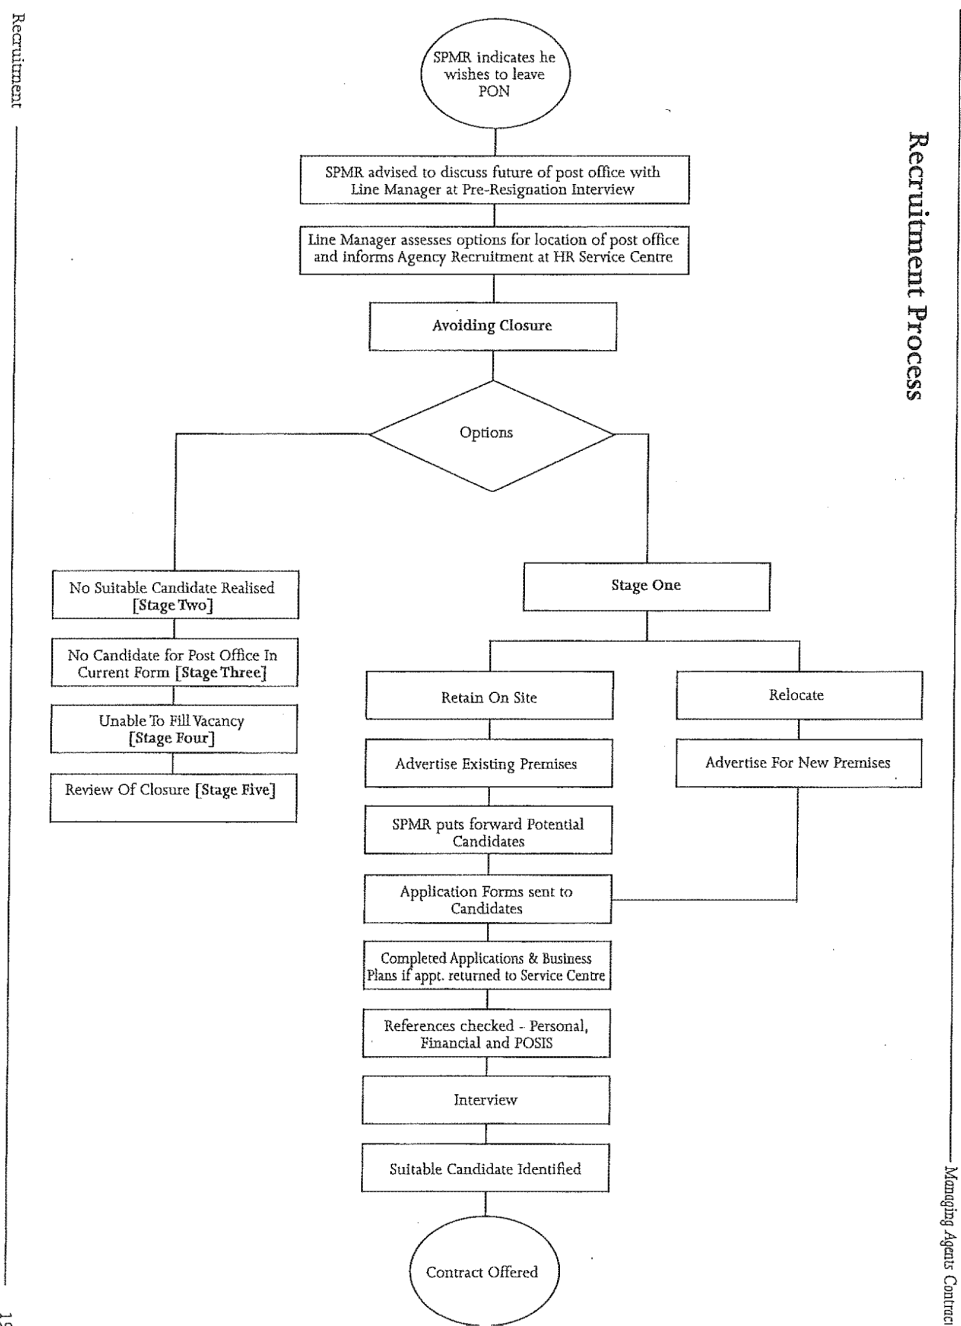 Recruitment Process
Managing Agents Contract
SPMR indicates he
wishes to leave
PON
SPMR advised to discuss future of post office with
Line Manager at Pre-Resignation Interview
Line Manager assesses options for location of post office
and informs Agency Recruitment at HR Service Centre
Avoiding Closure
Options
No Suitable Candidate Realised
[Stage Two]
No Candidate for Post Office In
Current Form [Stage Three]
Unable To Fill Vacancy
[Stage Four]
Review Of Closure [Stage Five]
Stage One
Retain On Site
Relocate
Advertise Existing Premises
Advertise For New Premises
SPMR puts forward Potential
Candidates
Application Forms sent to
Candidates
Completed Applications & Business
Plans if appt. returned to Service Centre
References checked - Personal,
Financial and POSIS
Interview
Suitable Candidate Identified
Contract Offered
Recruitment